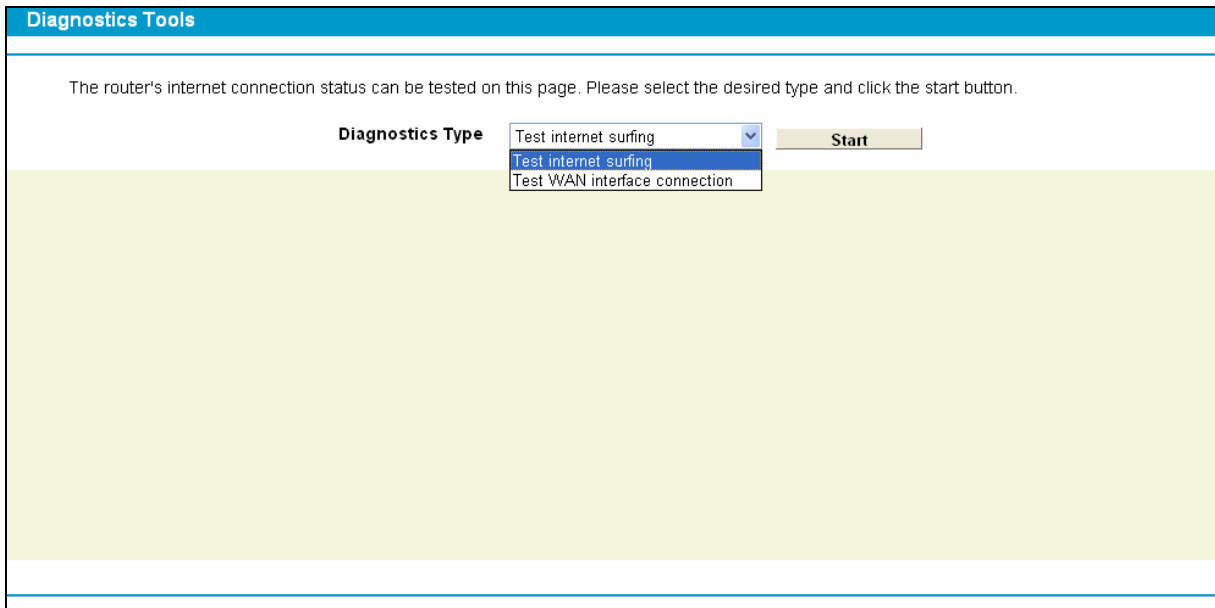 Diagnostics Tools
The router's internet connection status can be tested on this page. Please select the desired type and click the start button.
Diagnostics Type Test internet surfing Start
Test internet surfing
Test WAN interface connection